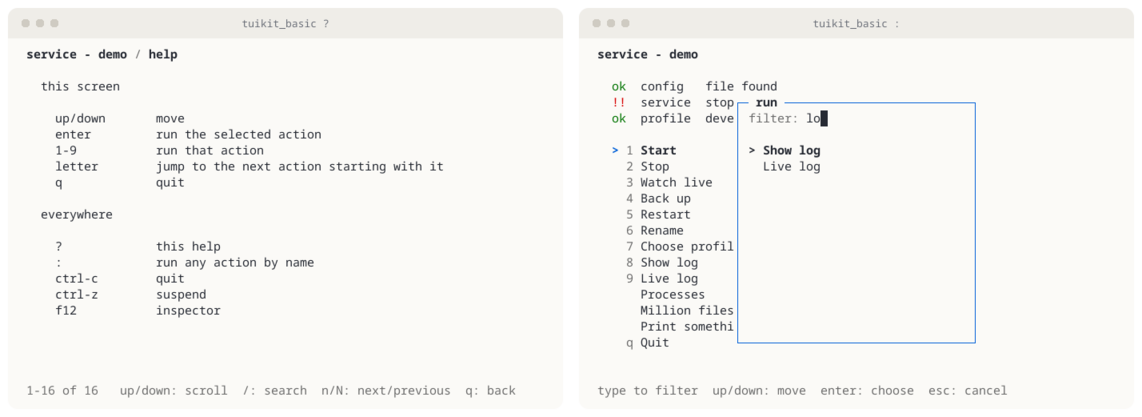 tuikit_basic ?
service - demo / help
this screen
up/down move
enter run the selected action
1-9 run that action
letter jump to the next action starting with it
q quit
everywhere
? this help
: run any action by name
ctrl-c quit
ctrl-z suspend
f12 inspector
1-16 of 16 up/down: scroll /: search n/N: next/previous q: back
tuikit_basic :
service - demo
ok config file found
!! service stop
ok profile deve
> 1 Start
2 Stop
3 Watch live
4 Back up
5 Restart
6 Rename
7 Choose profil
8 Show log
9 Live log
Processes
Million files
Print somethi
q Quit
run
filter: lo
> Show log
Live log
type to filter up/down: move enter: choose esc: cancel